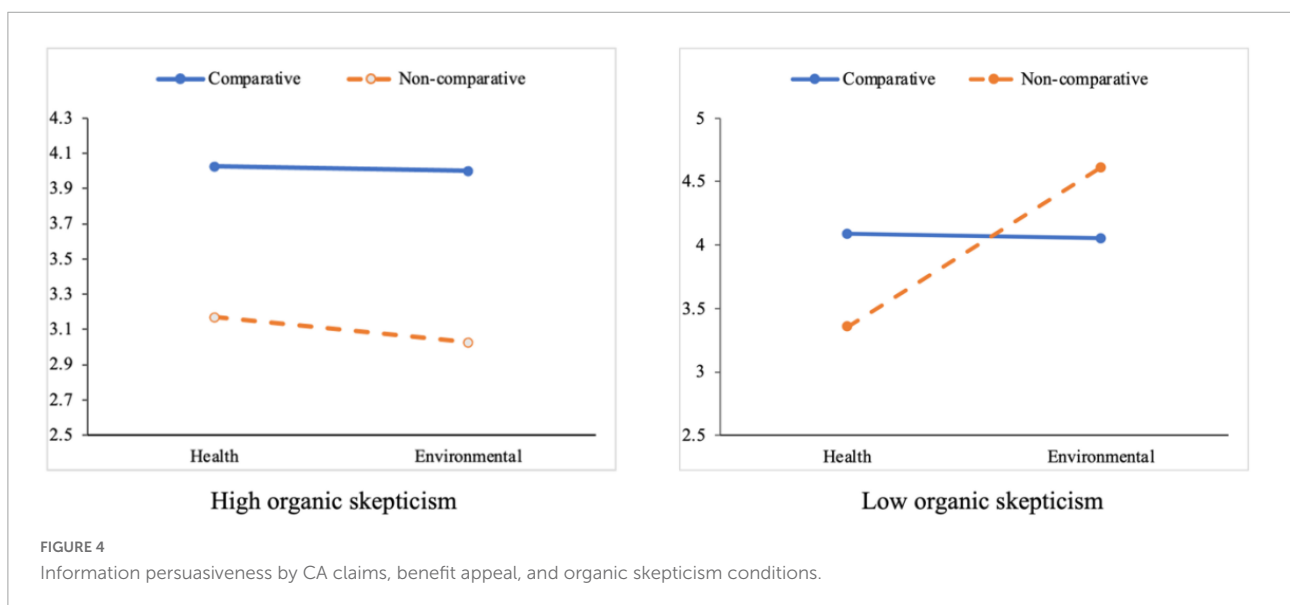 Comparative
Non-comparative
4.3
4.1
3.9
3.7
3.5
3.3
3.1
2.9
2.7
2.5
Health
Environmental
High organic skepticism
Comparative
Non-comparative
5
4.5
4
3.5
3
2.5
Health
Environmental
Low organic skepticism
FIGURE 4
Information persuasiveness by CA claims, benefit appeal, and organic skepticism conditions.